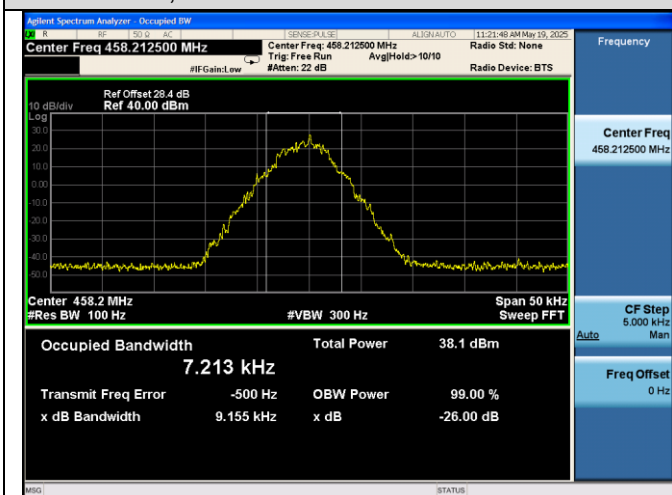 Agilent Spectrum Analyzer - Occupied BW
R RF 50 Ω AC SENSE:PULSE ALIGN AUTO 11:21:48 AM May 19, 2025
Center Freq 458.212500 MHz
Center Freq: 458.212500 MHz
Radio Std: None
Trig: Free Run Avg|Hold:>10/10
#IFGain:Low #Atten: 22 dB Radio Device: BTS
Ref Offset 28.4 dB
10 dB/div Ref 40.00 dBm
Log
30.0
20.0
10.0
0.00
-10.0
-20.0
-30.0
-40.0
-50.0
Center 458.2 MHz Span 50 kHz
#Res BW 100 Hz #VBW 300 Hz Sweep FFT
Occupied Bandwidth Total Power 38.1 dBm
7.213 kHz
Transmit Freq Error -500 Hz OBW Power 99.00 %
x dB Bandwidth 9.155 kHz x dB -26.00 dB
MSG STATUS
Frequency
Center Freq
458.212500 MHz
CF Step
5.000 kHz
Auto Man
Freq Offset
0 Hz